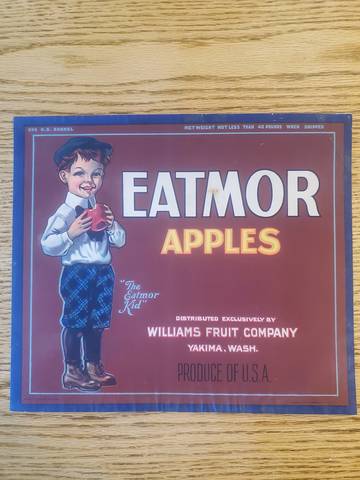 ONE U.S. BUSHEL
NET WEIGHT NOT LESS THAN 40 POUNDS WHEN PACKED
EATMOR
APPLES
"The
Eatmor
Kid"
DISTRIBUTED EXCLUSIVELY BY
WILLIAMS FRUIT COMPANY
YAKIMA, WASH.
PRODUCE OF U.S.A.